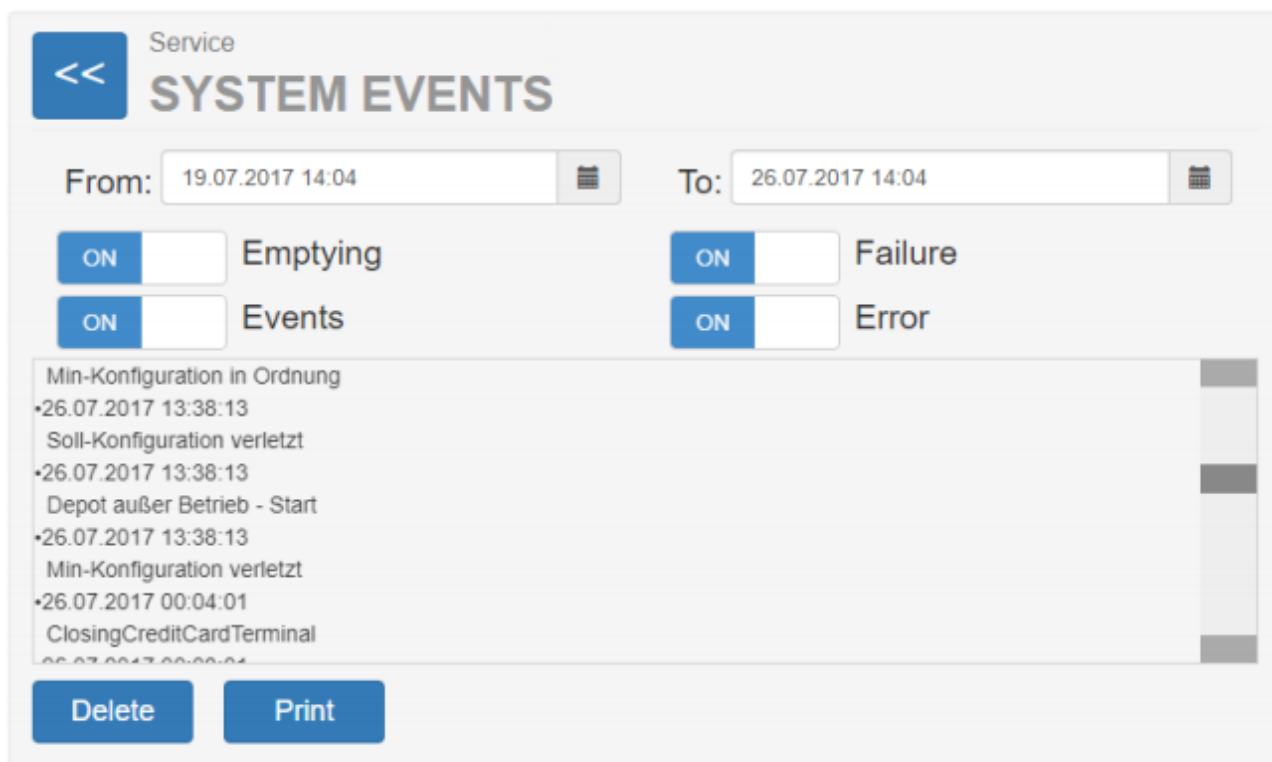 <<
Service
SYSTEM EVENTS
From: 19.07.2017 14:04 To: 26.07.2017 14:04
ON Emptying ON Failure
ON Events ON Error
Min-Konfiguration in Ordnung
•26.07.2017 13:38:13
Soll-Konfiguration verletzt
•26.07.2017 13:38:13
Depot außer Betrieb - Start
•26.07.2017 13:38:13
Min-Konfiguration verletzt
•26.07.2017 00:04:01
ClosingCreditCardTerminal
Delete Print